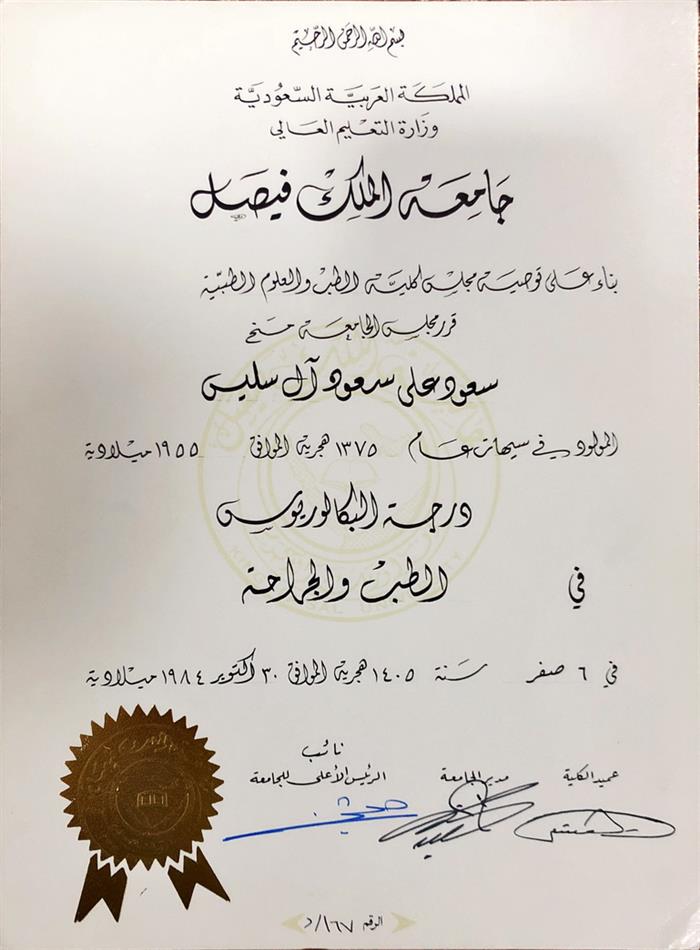 بسم الله الرحمن الرحيم
المملكة العربية السعودية
وزارة التعليم العالي
جامعة الملك فيصل
بناء على توصية مجلس كلية الطب والعلوم الطبية
قرر مجلس الجامعة منح
سعود علي سعود آل سليس
المولود في سيهات عام ١٣٧٥ هجرية الموافق ١٩٥٥ ميلادية
درجة البكالوريوس
في الطب والجراحة
في ٦ صفر سنة ١٤٠٥ هجرية الموافق ٣٠ اكتوبر ١٩٨٤ ميلادية
عميد الكلية
مدير الجامعة
نائب
الرئيس الأعلى للجامعة
الرقم ١٦٧/د